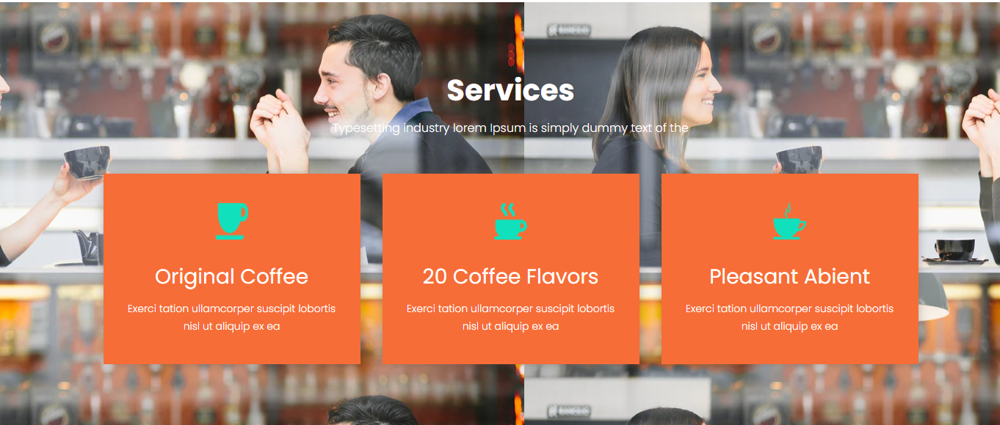 Services
Typesetting industry lorem Ipsum is simply dummy text of the
Original Coffee
Exerci tation ullamcorper suscipit lobortis
nisl ut aliquip ex ea
20 Coffee Flavors
Exerci tation ullamcorper suscipit lobortis
nisl ut aliquip ex ea
Pleasant Abient
Exerci tation ullamcorper suscipit lobortis
nisl ut aliquip ex ea